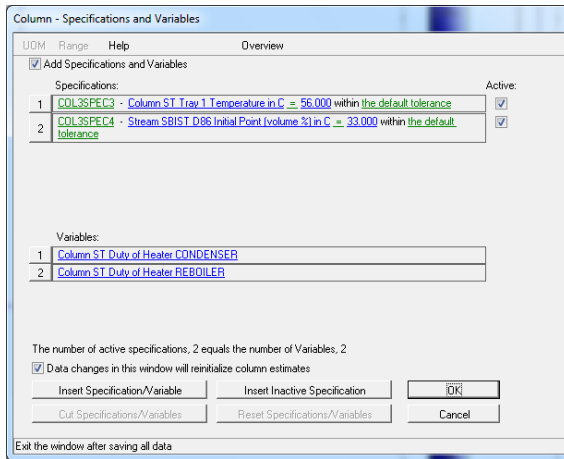 Column - Specifications and Variables
UOM Range Help Overview
Add Specifications and Variables
Specifications: Active:
1 COL3SPEC3 - Column ST Tray 1 Temperature in C = 56.000 within the default tolerance
2 COL3SPEC4 - Stream SBIST D86 Initial Point (volume %) in C = 33.000 within the default
tolerance
Variables:
1 Column ST Duty of Heater CONDENSER
2 Column ST Duty of Heater REBOILER
The number of active specifications, 2 equals the number of Variables, 2
Data changes in this window will reinitialize column estimates
Insert Specification/Variable Insert Inactive Specification OK
Cut Specifications/Variables Reset Specifications/Variables Cancel
Exit the window after saving all data